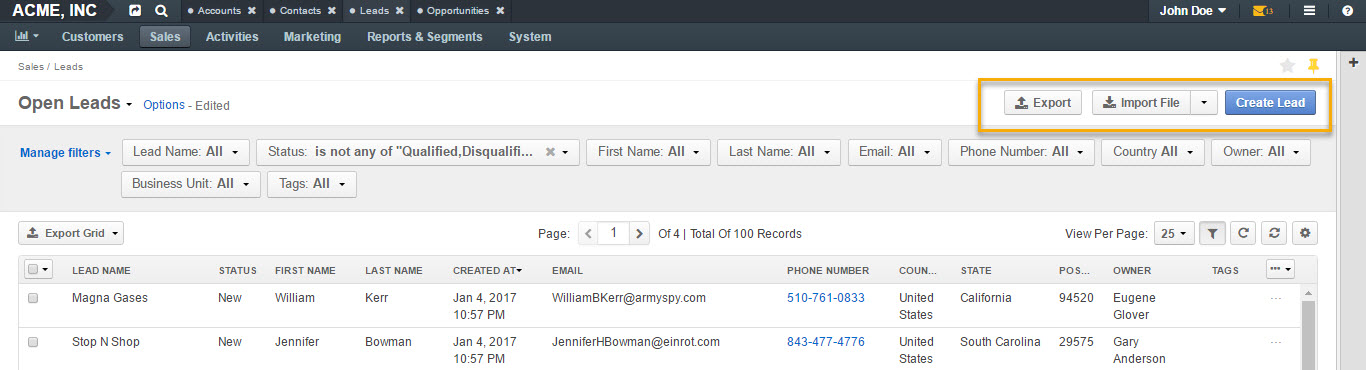 ACME, INC Accounts Contacts Leads Opportunities John Doe 13
Customers Sales Activities Marketing Reports & Segments System
Sales / Leads
Open Leads Options - Edited Export Import File Create Lead
Manage filters Lead Name: All Status: is not any of "Qualified,Disqualifi... First Name: All Last Name: All Email: All Phone Number: All Country All Owner: All
Business Unit: All Tags: All
Export Grid Page: 1 Of 4 | Total Of 100 Records View Per Page: 25
LEAD NAME STATUS FIRST NAME LAST NAME CREATED AT EMAIL PHONE NUMBER COUN... STATE POS... OWNER TAGS ...
Magna Gases New William Kerr Jan 4, 2017 WilliamBKerr@armyspy.com 510-761-0833 United California 94520 Eugene ...
10:57 PM States Glover
Stop N Shop New Jennifer Bowman Jan 4, 2017 JenniferHBowman@einrot.com 843-477-4776 United South Carolina 29575 Gary ...
10:57 PM States Anderson